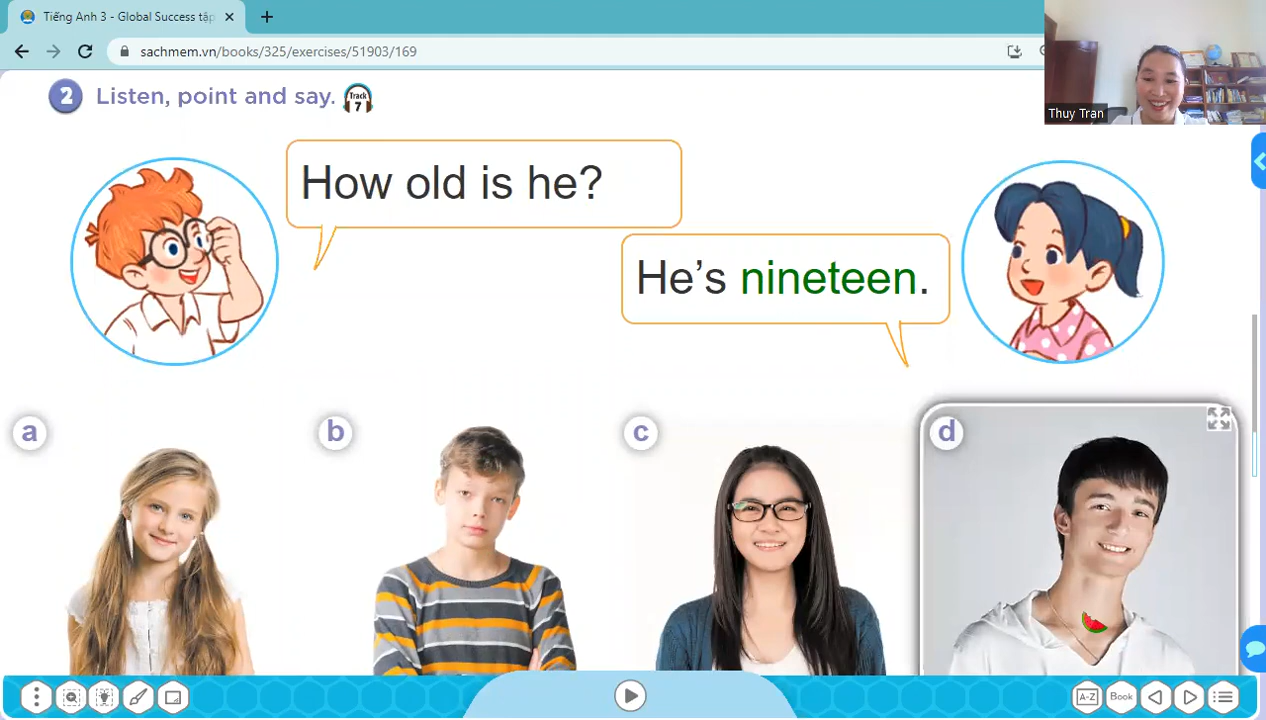 Tiếng Anh 3 - Global Success tập
sachmem.vn/books/325/exercises/51903/169
Thuy Tran
2 Listen, point and say. Track 7
How old is he?
He's nineteen.
a
b
c
d
A-Z
Book